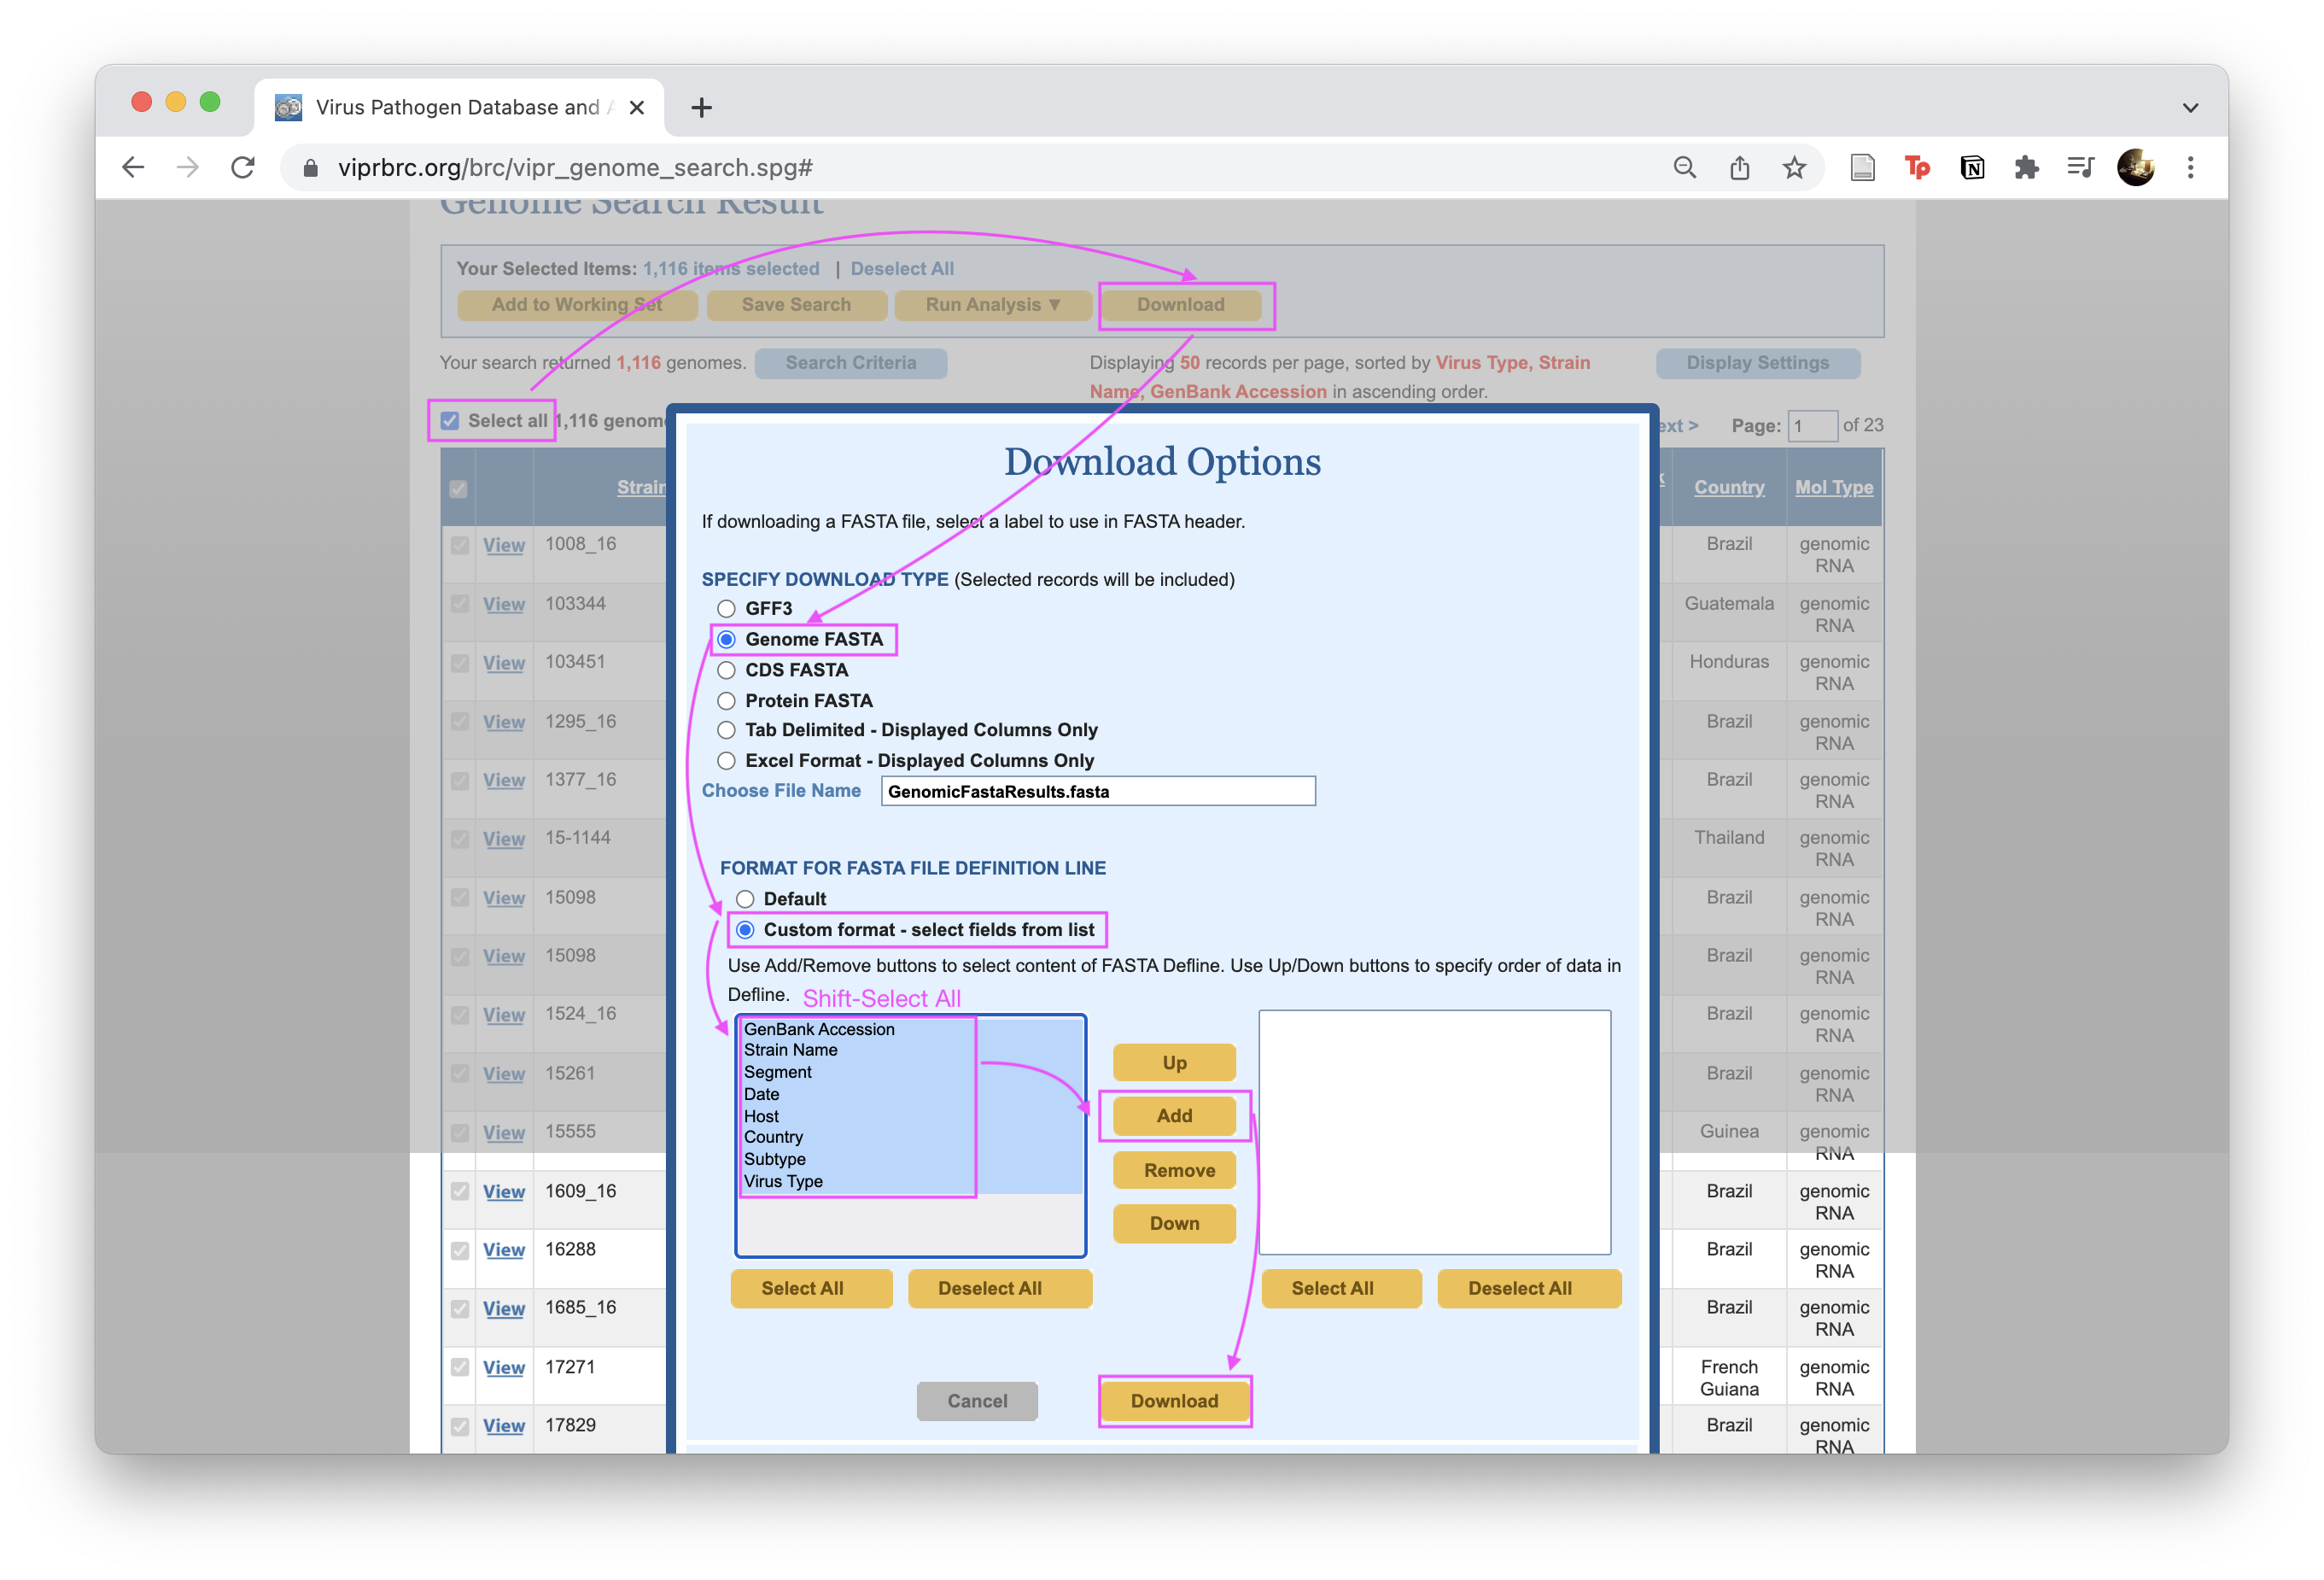 Virus Pathogen Database and A
viprbrc.org/brc/vipr_genome_search.spg#
Genome Search Result
Your Selected Items: 1,116 items selected | Deselect All
Add to Working Set
Save Search
Run Analysis ▼
Download
Your search returned 1,116 genomes.
Search Criteria
Displaying 50 records per page, sorted by Virus Type, Strain
Name, GenBank Accession in ascending order.
Display Settings
Select all 1,116 genom
ext > Page: 1 of 23
Strain
Country
Mol Type
View 1008_16 Brazil genomic
RNA
View 103344 Guatemala genomic
RNA
View 103451 Honduras genomic
RNA
View 1295_16 Brazil genomic
RNA
View 1377_16 Brazil genomic
RNA
View 15-1144 Thailand genomic
RNA
View 15098 Brazil genomic
RNA
View 15098 Brazil genomic
RNA
View 1524_16 Brazil genomic
RNA
View 15261 Brazil genomic
RNA
View 15555 Guinea genomic
RNA
View 1609_16 Brazil genomic
RNA
View 16288 Brazil genomic
RNA
View 1685_16 Brazil genomic
RNA
View 17271 French
Guiana genomic
RNA
View 17829 Brazil genomic
RNA
Download Options
If downloading a FASTA file, select a label to use in FASTA header.
SPECIFY DOWNLOAD TYPE (Selected records will be included)
GFF3
Genome FASTA
CDS FASTA
Protein FASTA
Tab Delimited - Displayed Columns Only
Excel Format - Displayed Columns Only
Choose File Name GenomicFastaResults.fasta
FORMAT FOR FASTA FILE DEFINITION LINE
Default
Custom format - select fields from list
Use Add/Remove buttons to select content of FASTA Defline. Use Up/Down buttons to specify order of data in
Defline. Shift-Select All
GenBank Accession
Strain Name
Segment
Date
Host
Country
Subtype
Virus Type
Up
Add
Remove
Down
Select All
Deselect All
Select All
Deselect All
Cancel
Download